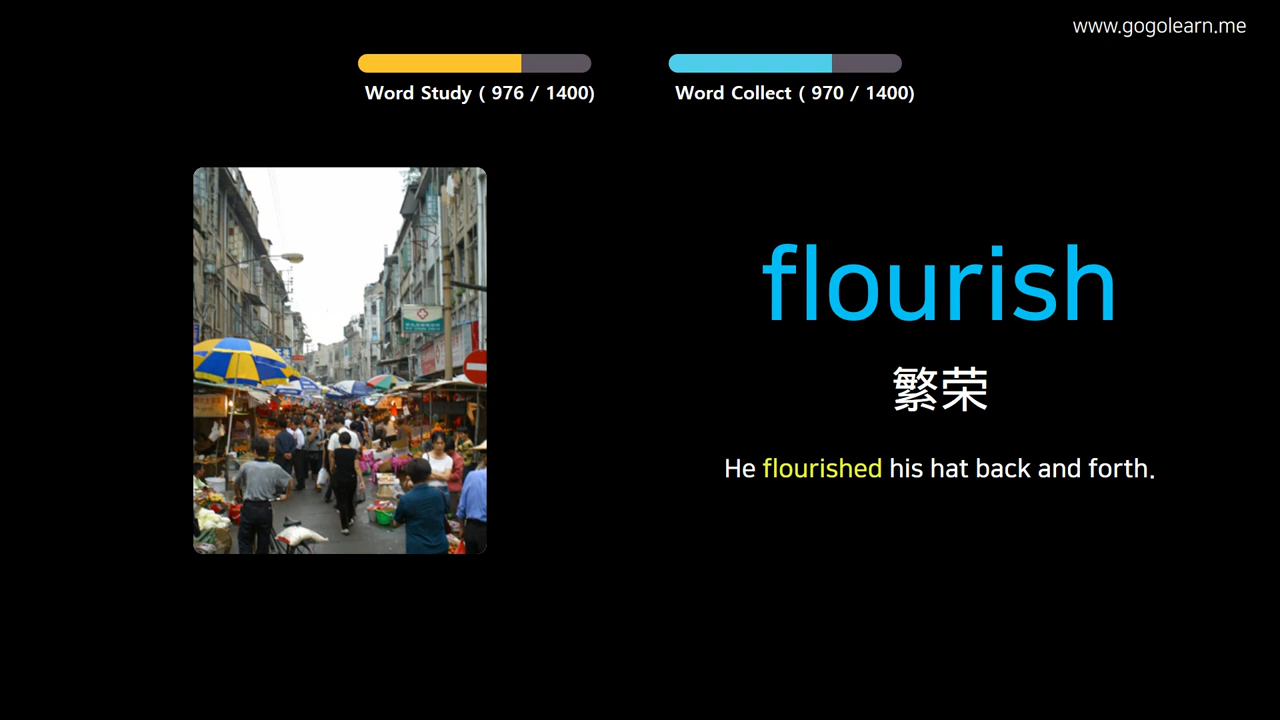 www.gogolearn.me
Word Study ( 976 / 1400)
Word Collect ( 970 / 1400)
flourish
繁荣
He flourished his hat back and forth.